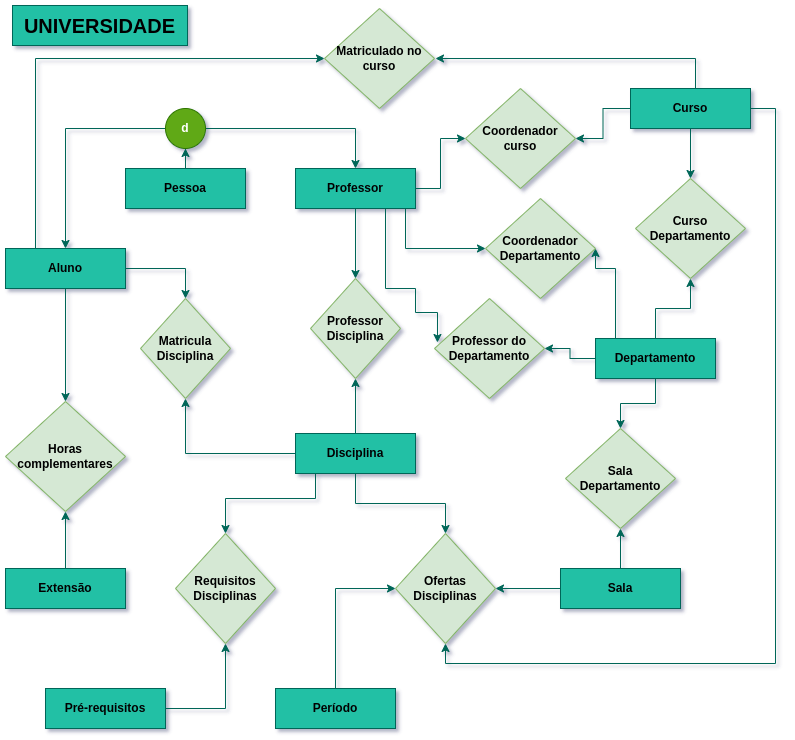 UNIVERSIDADE
Matriculado no
curso
Curso
d
Coordenador
curso
Pessoa
Professor
Curso
Departamento
Coordenador
Departamento
Aluno
Matricula
Disciplina
Professor
Disciplina
Professor do
Departamento
Departamento
Horas
complementares
Disciplina
Sala
Departamento
Extensão
Requisitos
Disciplinas
Ofertas
Disciplinas
Sala
Pré-requisitos
Período